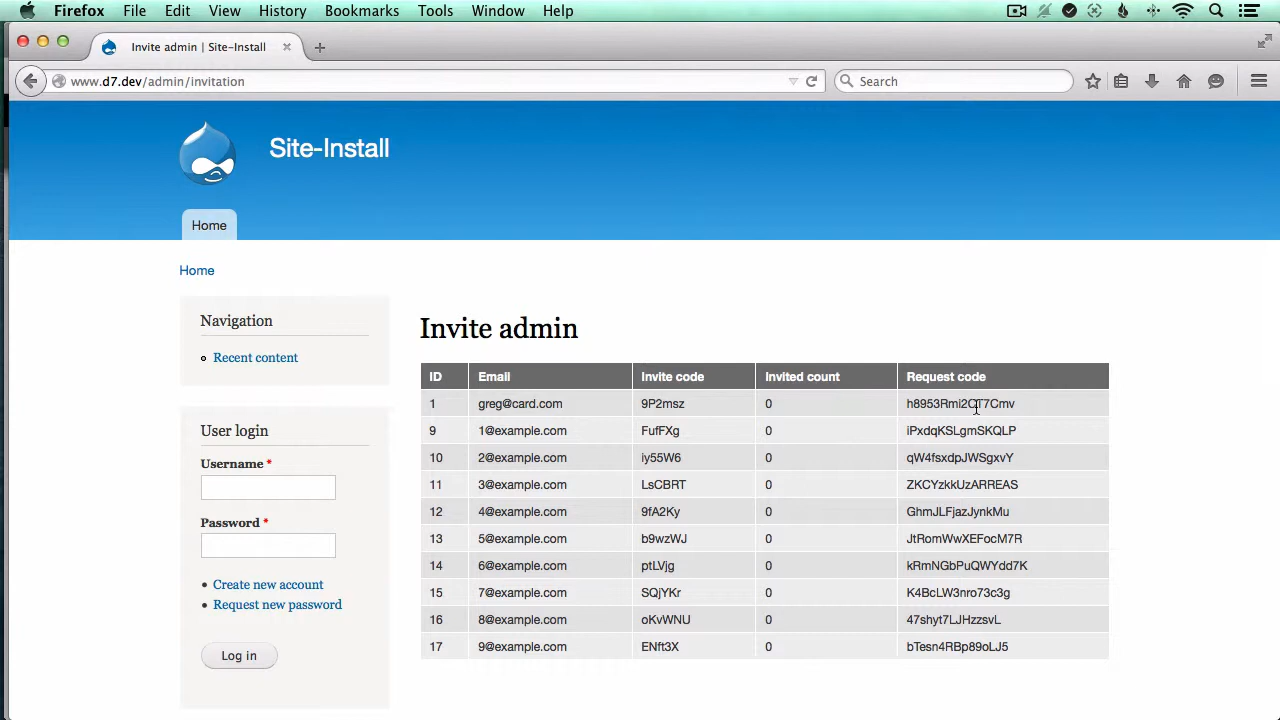 Firefox File Edit View History Bookmarks Tools Window Help
Invite admin | Site-Install
www.d7.dev/admin/invitation Search
Site-Install
Home
Home
Navigation
Recent content
User login
Username *
Password *
Create new account
Request new password
Log in
Invite admin
ID Email Invite code Invited count Request code
1 greg@card.com 9P2msz 0
9 1@example.com FufFXg 0 iPxdqKSLgmSKQLP
10 2@example.com iy55W6 0 qW4fsxdpJWSgxvY
11 3@example.com LsCBRT 0 ZKCYzkkUzARREAS
12 4@example.com 9fA2Ky 0 GhmJLFjazJynkMu
13 5@example.com b9wzWJ 0 JtRomWwXEFocM7R
14 6@example.com ptLVjg 0 kRmNGbPuQWYdd7K
15 7@example.com SQjYKr 0 K4BcLW3nro73c3g
16 8@example.com oKvWNU 0 47shyt7LJHzzsvL
17 9@example.com ENft3X 0 bTesn4RBp89oLJ5